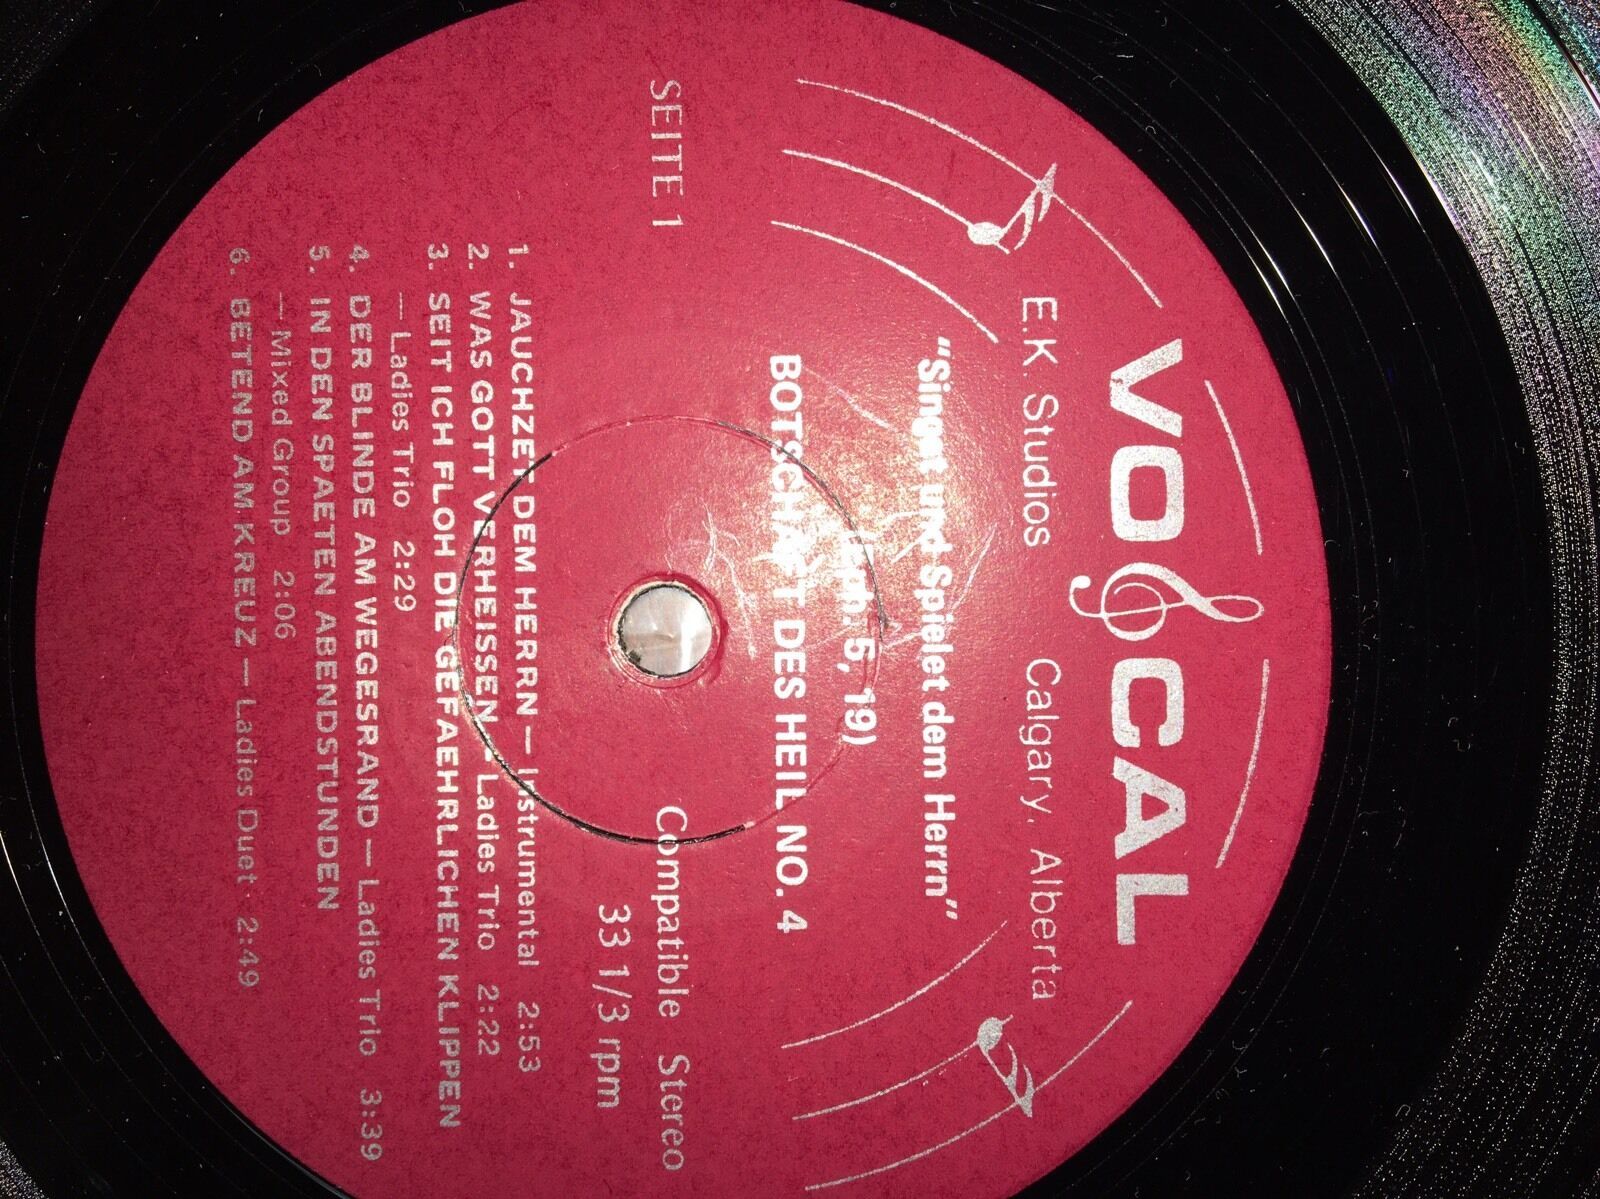 VOCAL
E.K Studios Calgary, Alberta
"Singet und Spielet dem Herrn"
5, 19)
BOTSCHAFT DES HEIL NO. 4
SEITE 1
Compatible Stereo
33 1/3 rpm
1. JAUCHZET DEM HERRN — Instrumental 2:53
2. WAS GOTT VERHEISSEN — Ladies Trio 2:22
3. SEIT ICH FLOH DIE GEFAEHRLICHEN KLIPPEN
— Ladies Trio 2:29
4. DER BLINDE AM WEGESRAND — Ladies Trio 3:39
5. IN DEN SPAETEN ABENDSTUNDEN
— Mixed Group 2:06
6. BETEND AM KREUZ — Ladies Duet 2:49